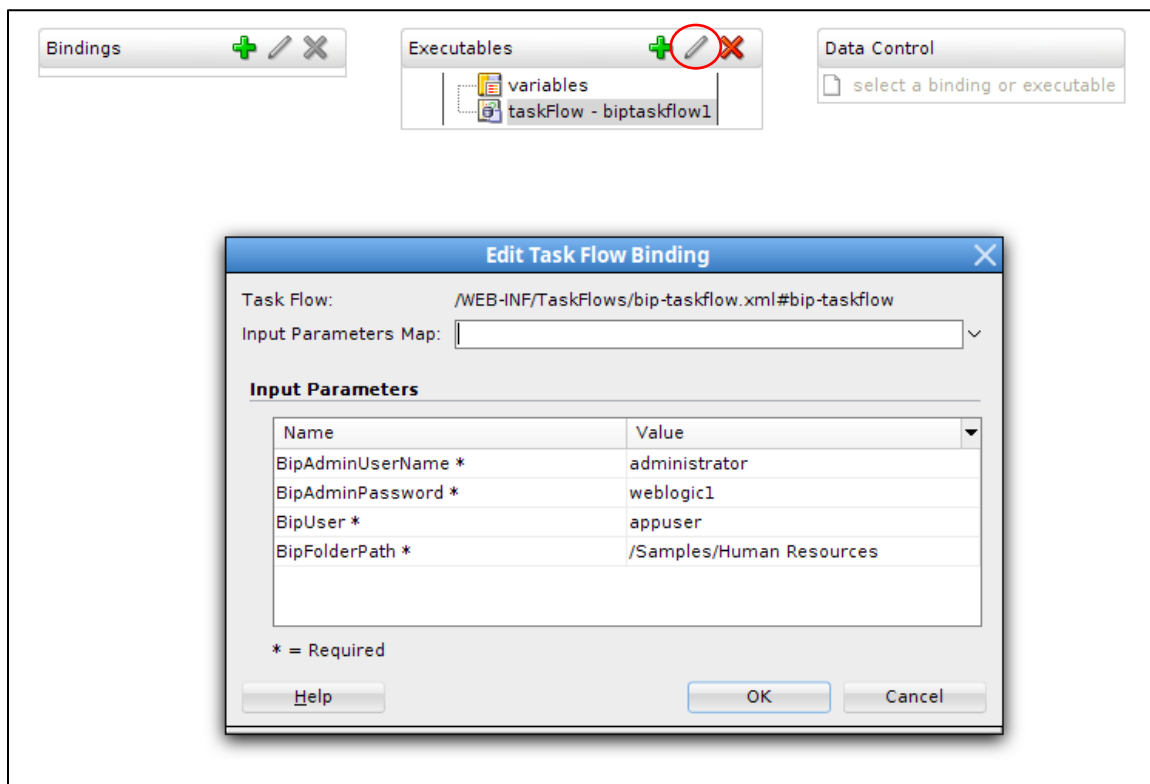 Bindings
Executables
variables
taskFlow - biptaskflow1
Data Control
select a binding or executable
Edit Task Flow Binding
Task Flow: /WEB-INF/TaskFlows/bip-taskflow.xml#bip-taskflow
Input Parameters Map:
Input Parameters
Name Value
BipAdminUserName * administrator
BipAdminPassword * weblogic1
BipUser * appuser
BipFolderPath * /Samples/Human Resources
* = Required
Help OK Cancel